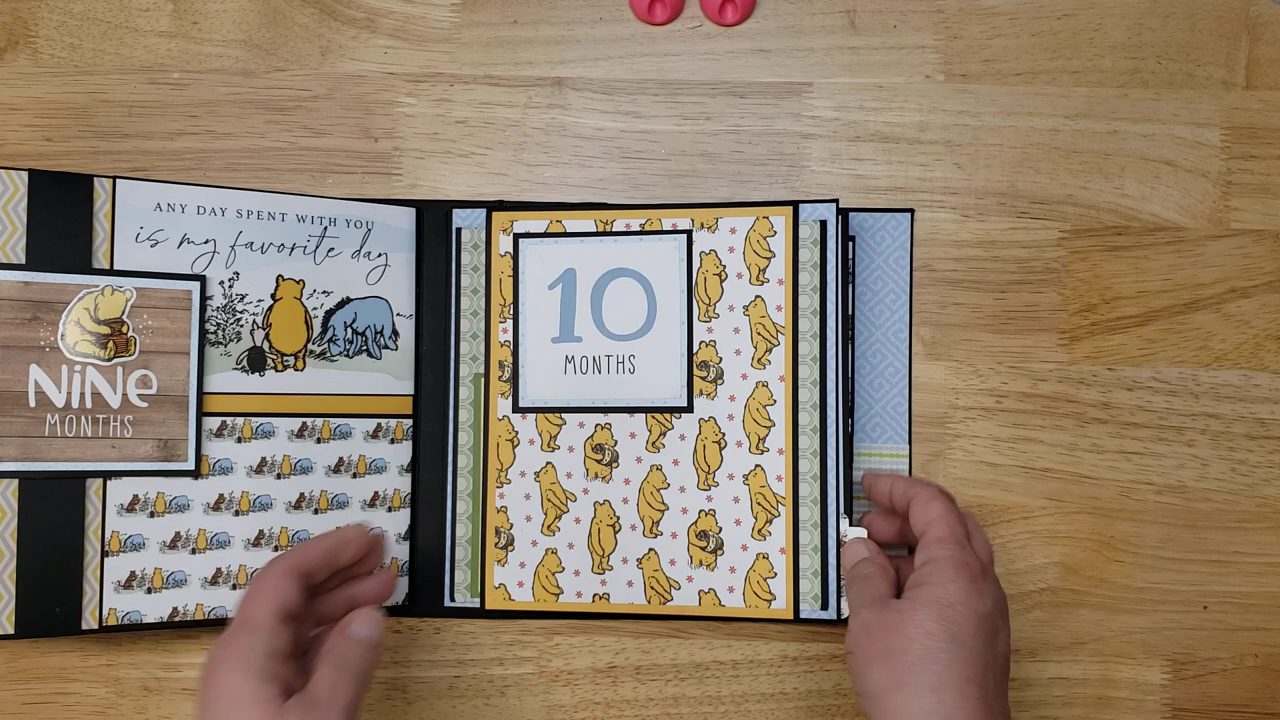 ANY DAY SPENT WITH YOU
is my favorite day
NINE
MONTHS
10
MONTHS